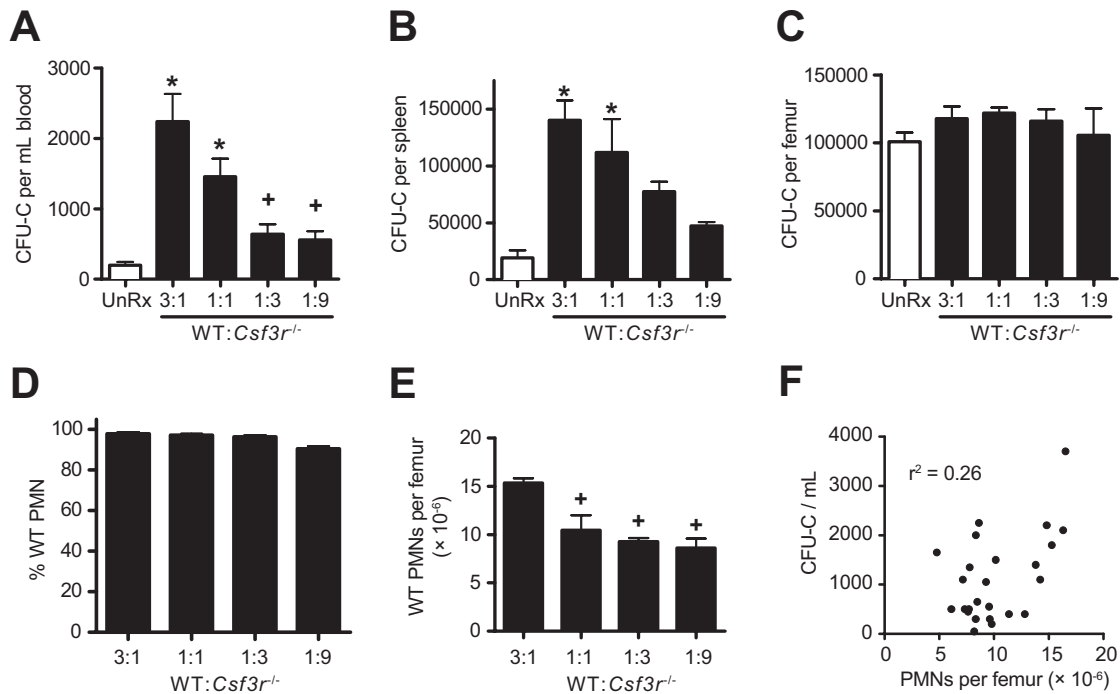 A
CFU-C per mL blood
3000
2000
1000
0
*
*
+
+
UnRx 3:1 1:1 1:3 1:9
WT:Csf3r-/-
B
CFU-C per spleen
150000
100000
50000
0
*
*
UnRx 3:1 1:1 1:3 1:9
WT:Csf3r-/-
C
CFU-C per femur
150000
100000
50000
0
UnRx 3:1 1:1 1:3 1:9
WT:Csf3r-/-
D
% WT PMN
100
80
60
40
20
0
3:1 1:1 1:3 1:9
WT:Csf3r-/-
E
WT PMNs per femur
(× 10-6)
20
15
10
5
0
+
+
+
3:1 1:1 1:3 1:9
WT:Csf3r-/-
F
CFU-C / mL
4000
3000
2000
1000
0
r2 = 0.26
0 5 10 15 20
PMNs per femur (× 10-6)